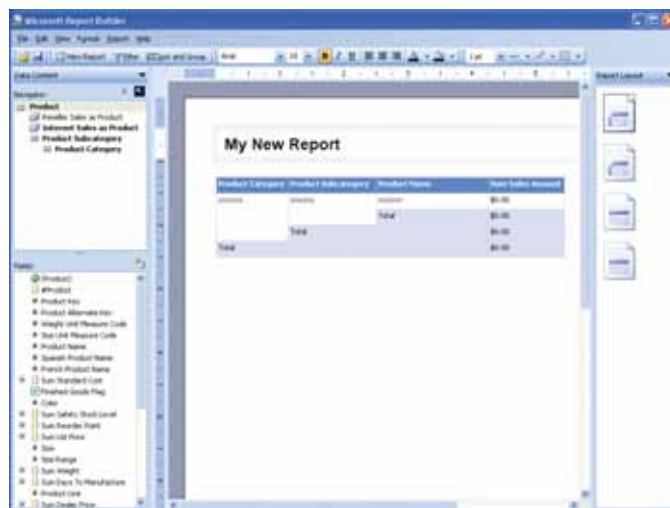 Microsoft Report Builder
File Edit View Format Report Help
New Report Filter Sort and Group Arial
Report Layout
Product
Reseller Sales as Product
Internet Sales as Product
Product Subcategory
Product Category
My New Report
Product Category Product Subcategory Product Name Sum Sales Amount
xxxxxx xxxxxx xxxxxx $0.00
Total $0.00
Total $0.00
Total $0.00
Fields
(Product)
#Product
Product Key
Product Alternate Key
Weight Unit Measure Code
Size Unit Measure Code
Product Name
Spanish Product Name
French Product Name
Sum Standard Cost
Finished Goods Flag
Color
Sum Safety Stock Level
Sum Reorder Point
Sum List Price
Size
Size Range
Sum Weight
Sum Days To Manufacture
Product Line
Sum Dealer Price